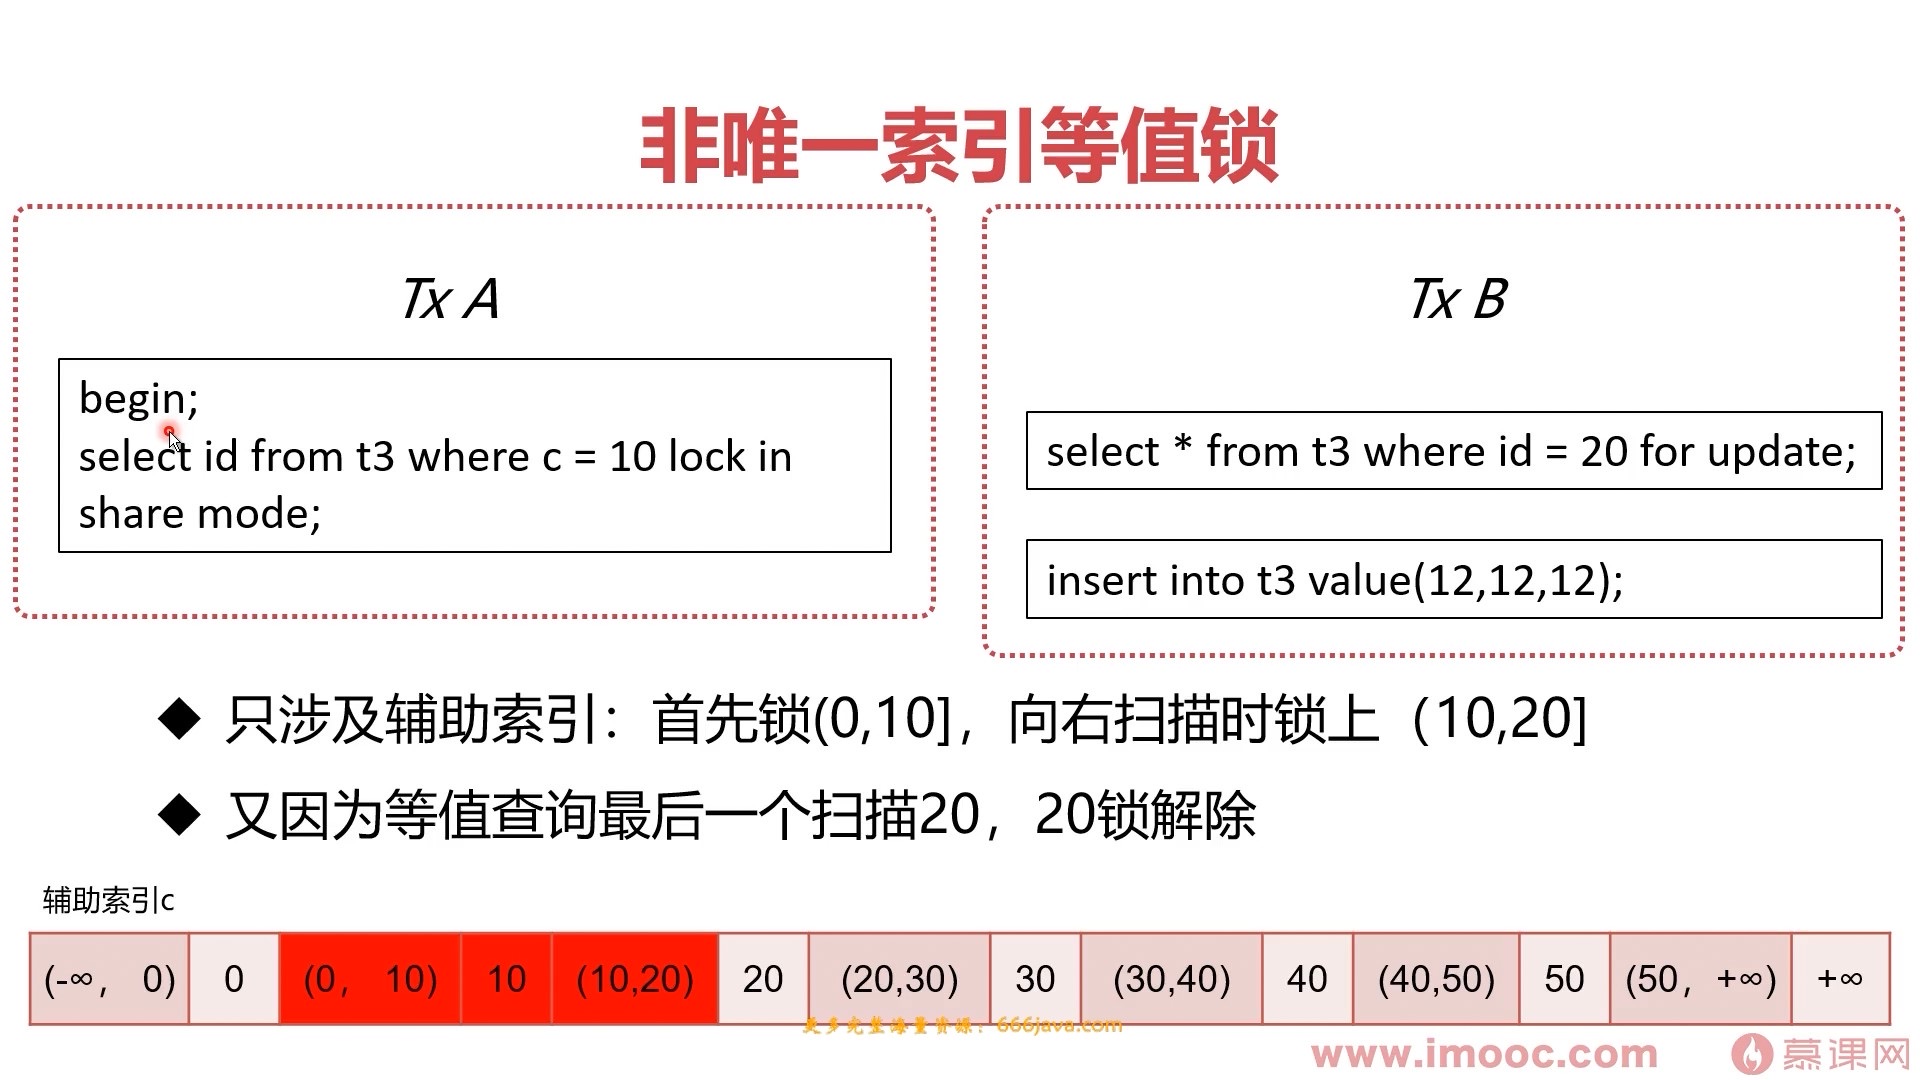 非唯一索引等值锁
Tx A
begin;
select id from t3 where c = 10 lock in
share mode;
Tx B
select * from t3 where id = 20 for update;
insert into t3 value(12,12,12);
◆ 只涉及辅助索引：首先锁(0,10]，向右扫描时锁上（10,20]
◆ 又因为等值查询最后一个扫描20，20锁解除
辅助索引c
(-∞， 0) 0 (0， 10) 10 (10,20) 20 (20,30) 30 (30,40) 40 (40,50) 50 (50，+∞) +∞
更多完整海量资源：666java.com
www.imooc.com 慕课网